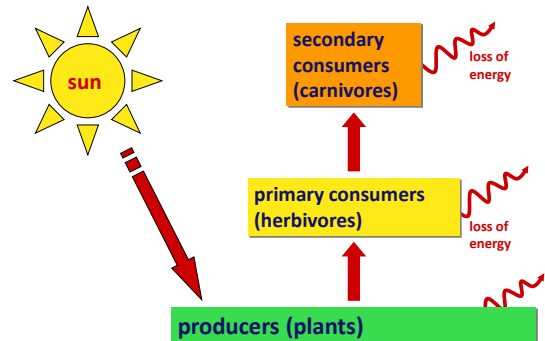 sun
secondary
consumers
(carnivores)
loss of
energy
primary consumers
(herbivores)
loss of
energy
producers (plants)